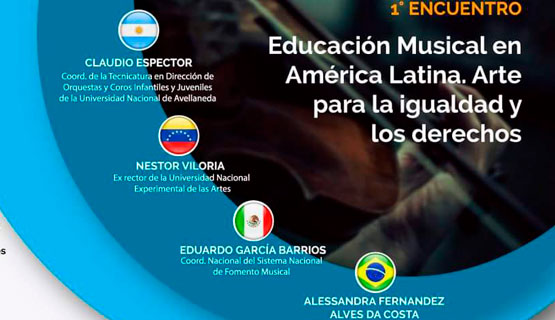 1° ENCUENTRO
Educación Musical en
América Latina. Arte
para la igualdad y
los derechos
CLAUDIO ESPECTOR
Coord. de la Tecnicatura en Dirección de
Orquestas y Coros Infantiles y Juveniles
de la Universidad Nacional de Avellaneda
NESTOR VILORIA
Ex rector de la Universidad Nacional
Experimental de las Artes
EDUARDO GARCÍA BARRIOS
Coord. Nacional del Sistema Nacional
de Fomento Musical
ALESSANDRA FERNANDEZ
ALVES DA COSTA